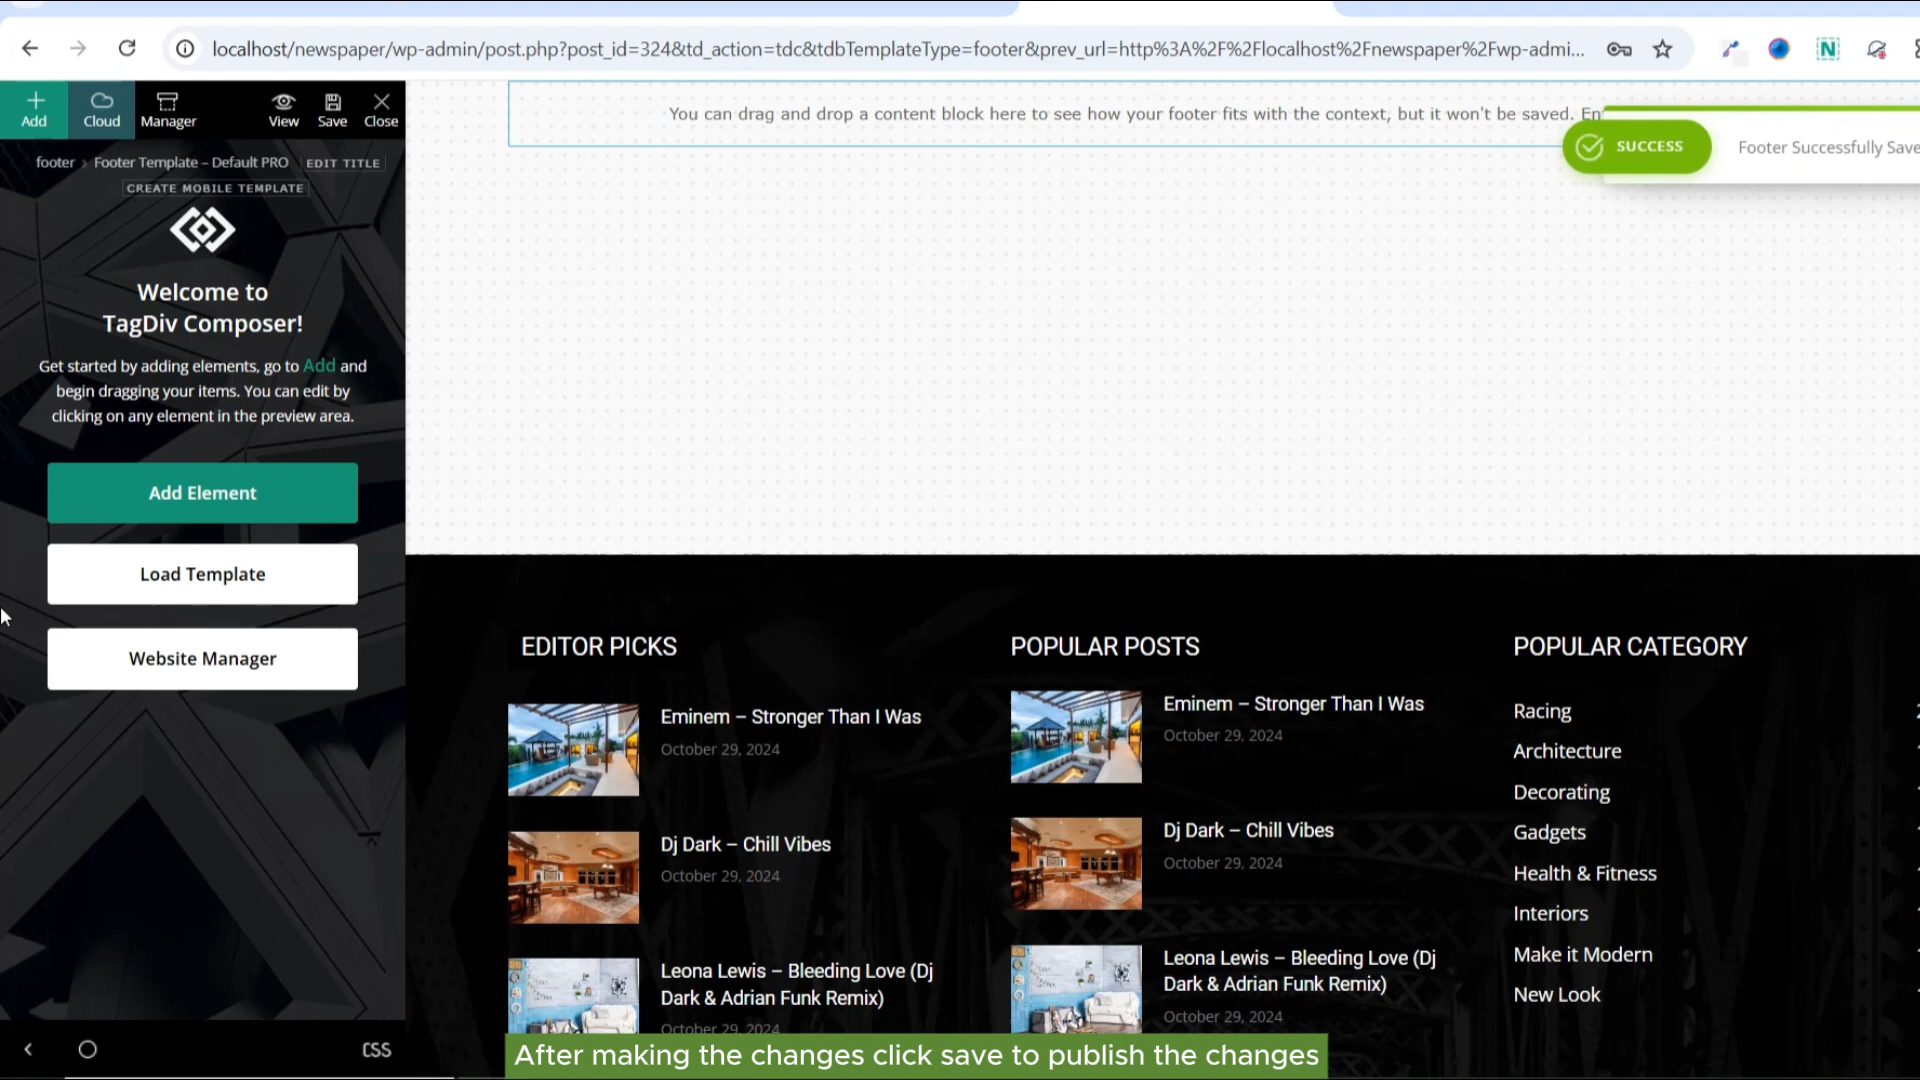 localhost/newspaper/wp-admin/post.php?post_id=324&td_action=tdc&tdbTemplateType=footer&prev_url=http%3A%2F%2Flocalhost%2Fnewspaper%2Fwp-admi...
Add
Cloud
Manager
View
Save
Close
footer
Footer Template – Default PRO
EDIT TITLE
CREATE MOBILE TEMPLATE
Welcome to
TagDiv Composer!
Get started by adding elements, go to Add and
begin dragging your items. You can edit by
clicking on any element in the preview area.
Add Element
Load Template
Website Manager
CSS
You can drag and drop a content block here to see how your footer fits with the context, but it won't be saved. En
SUCCESS
Footer Successfully Save
EDITOR PICKS
Eminem – Stronger Than I Was
October 29, 2024
Dj Dark – Chill Vibes
October 29, 2024
Leona Lewis – Bleeding Love (Dj
Dark & Adrian Funk Remix)
October 29, 2024
POPULAR POSTS
Eminem – Stronger Than I Was
October 29, 2024
Dj Dark – Chill Vibes
October 29, 2024
Leona Lewis – Bleeding Love (Dj
Dark & Adrian Funk Remix)
October 29, 2024
POPULAR CATEGORY
Racing
Architecture
Decorating
Gadgets
Health & Fitness
Interiors
Make it Modern
New Look
After making the changes click save to publish the changes